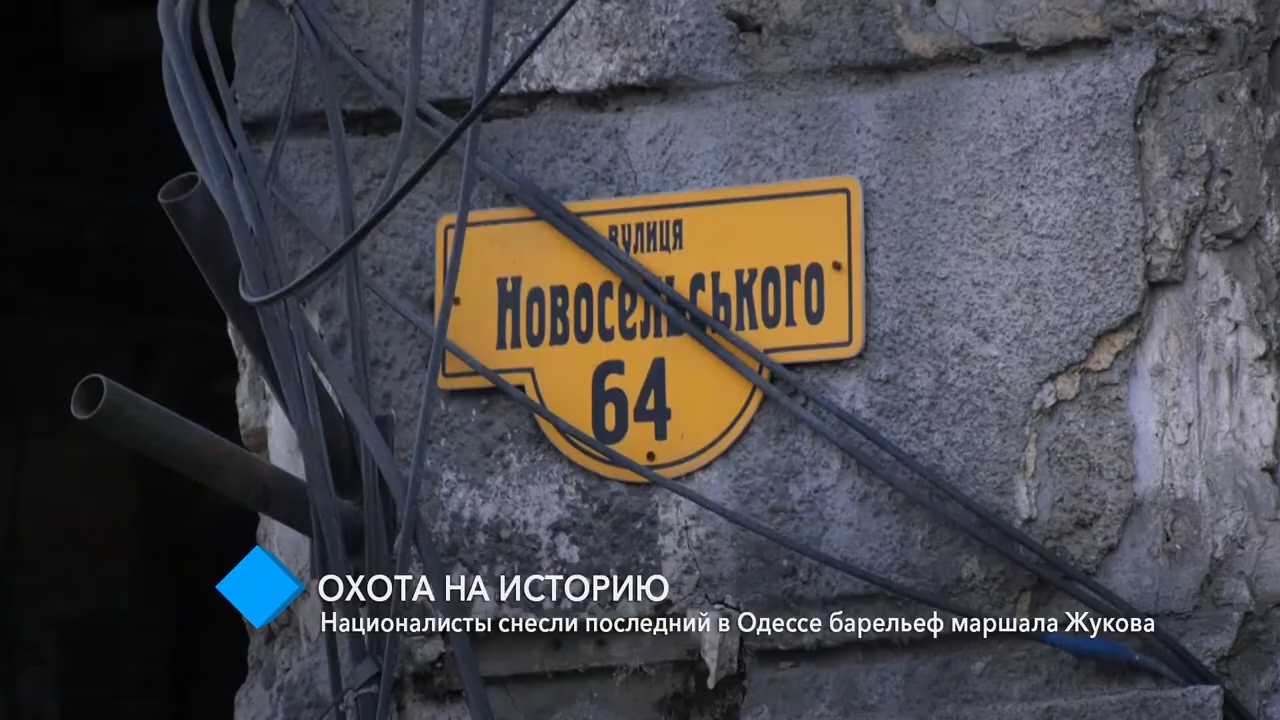 вулиця
Новосельського
64
ОХОТА НА ИСТОРИЮ
Националисты снесли последний в Одессе барельеф маршала Жукова